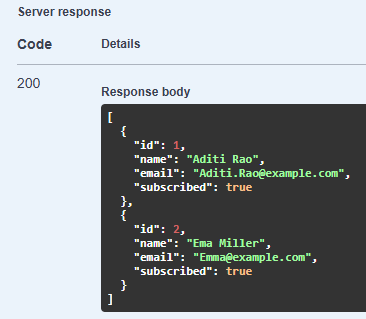 Server response
Code Details
200
Response body
[
  {
    "id": 1,
    "name": "Aditi Rao",
    "email": "Aditi.Rao@example.com",
    "subscribed": true
  },
  {
    "id": 2,
    "name": "Ema Miller",
    "email": "Emma@example.com",
    "subscribed": true
  }
]